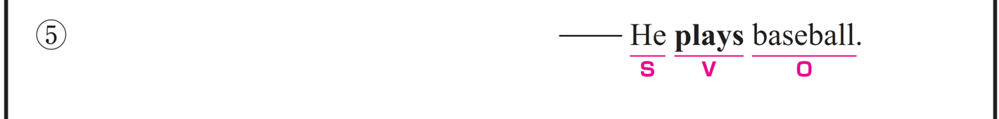 ⑤ ——— He plays baseball.
S V O